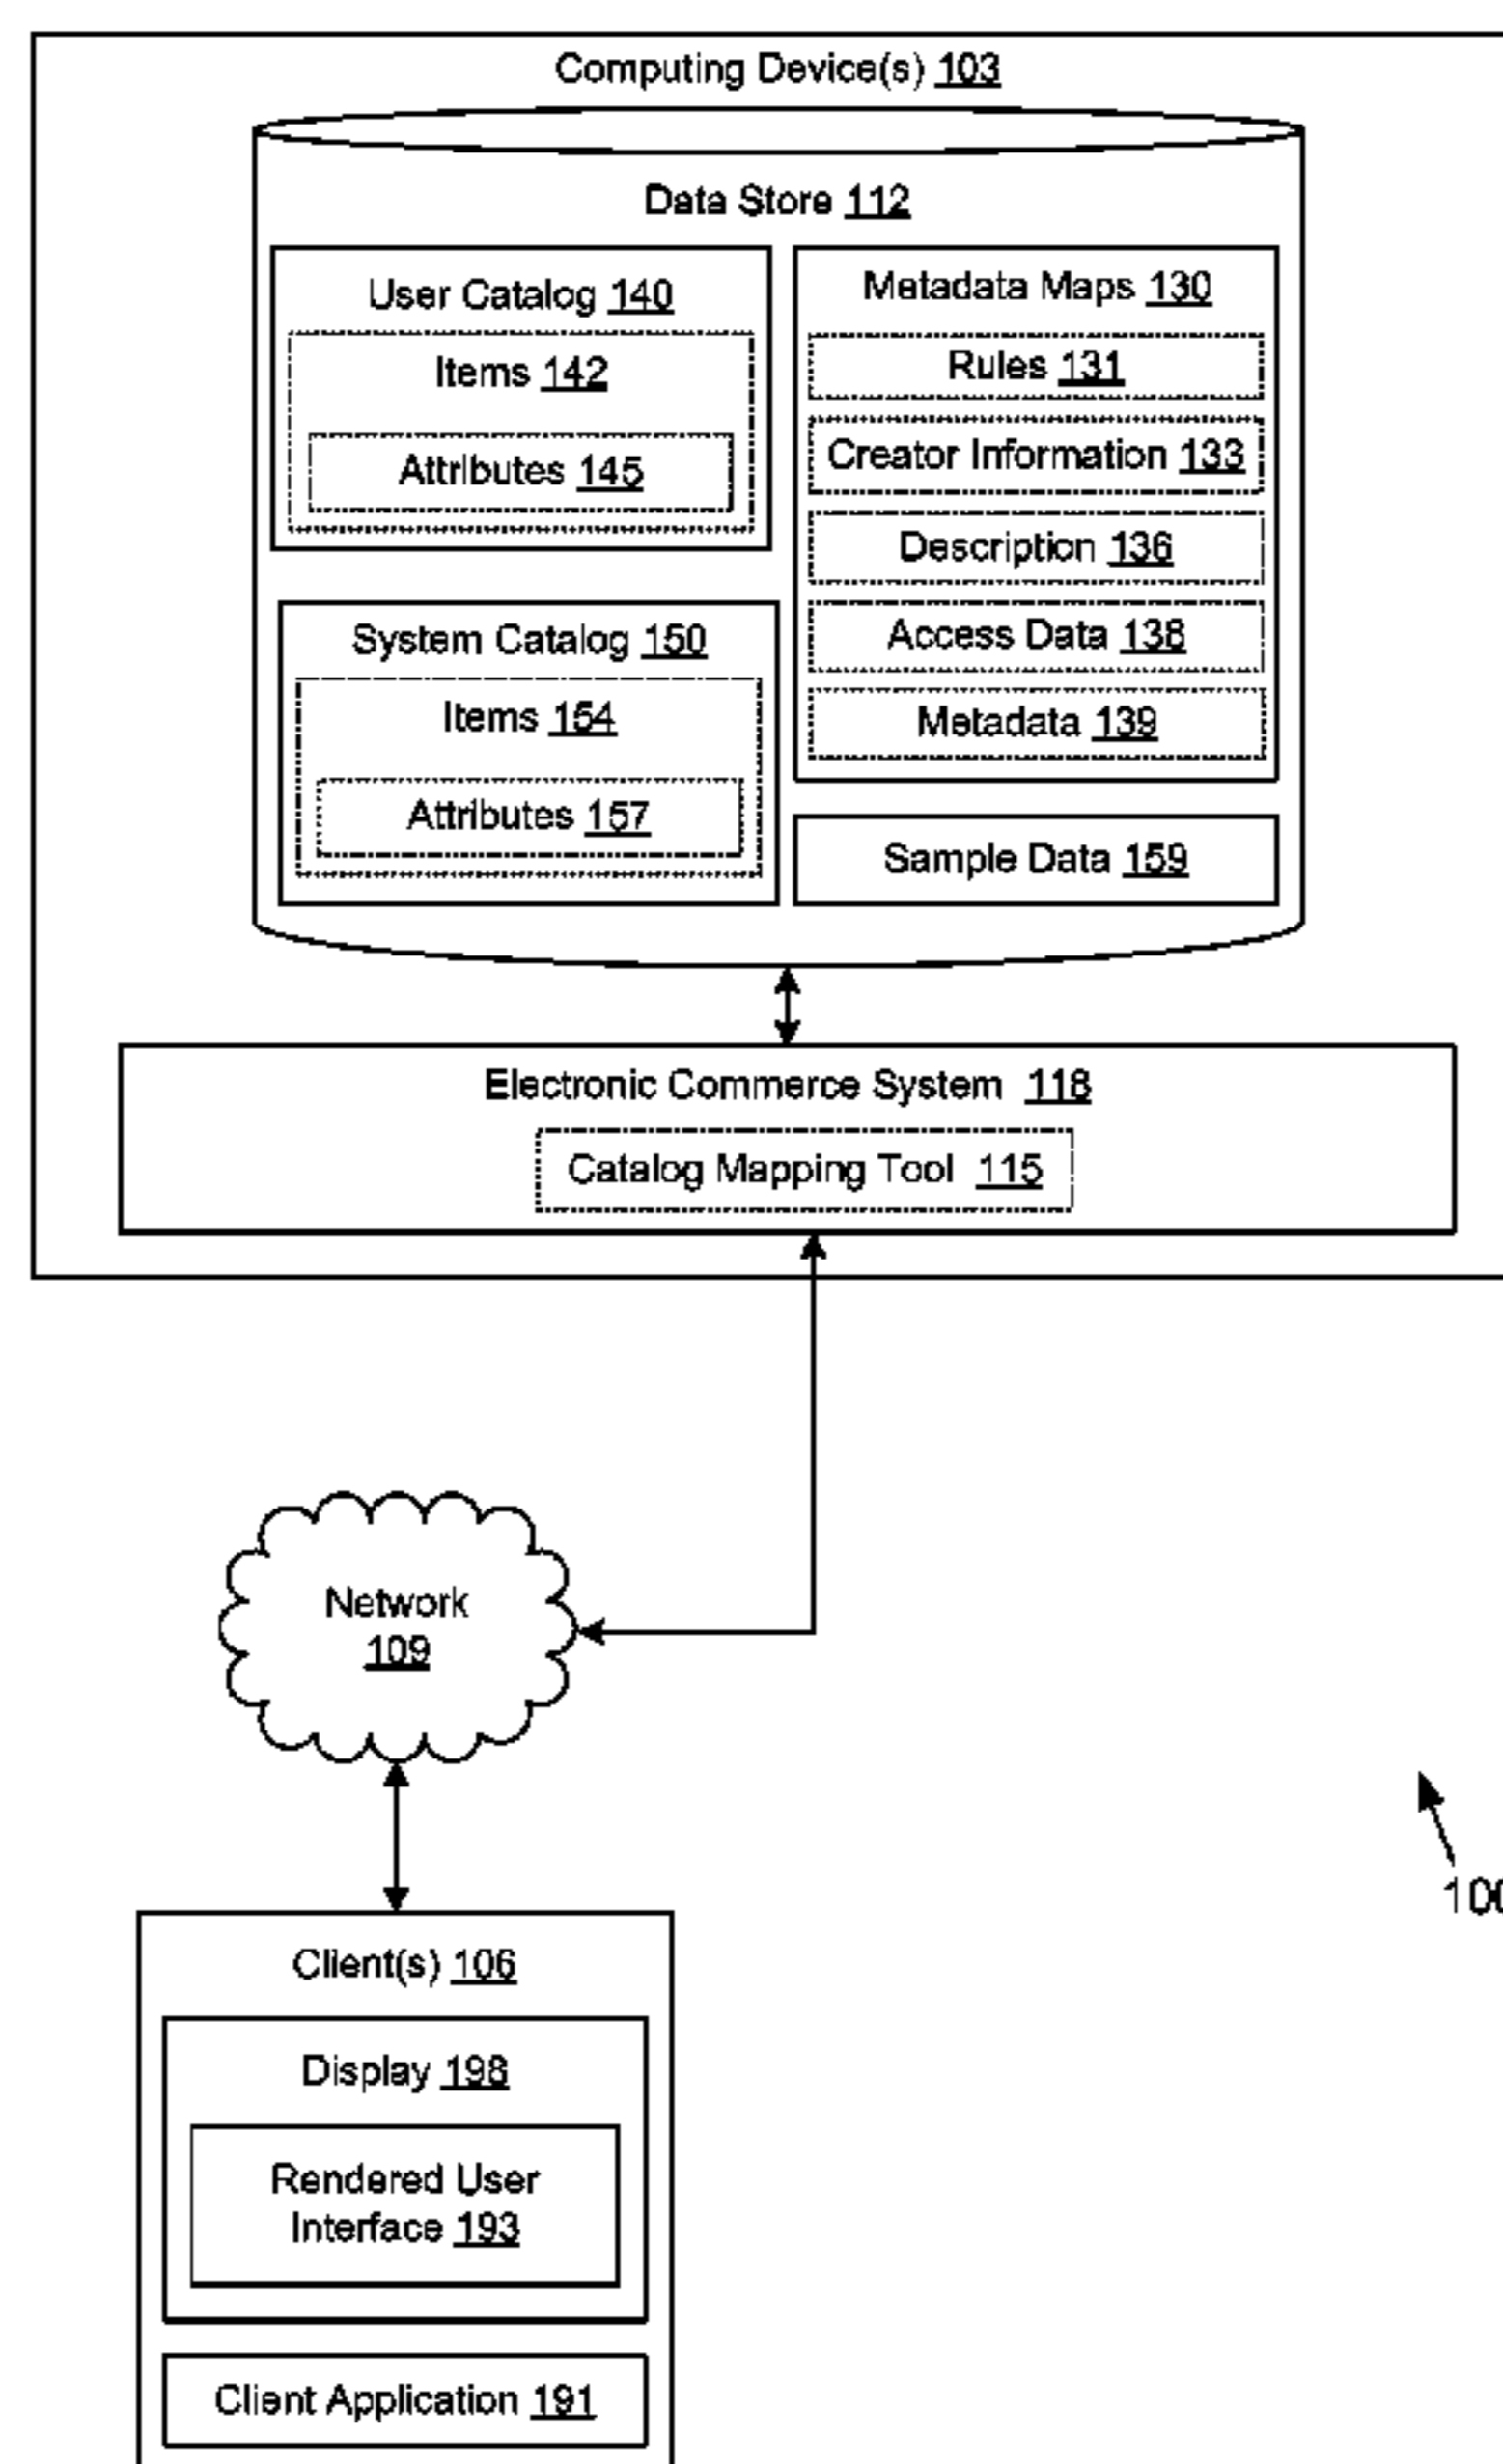 Computing Device(s) 103
Data Store 112
User Catalog 140
Items 142
Attributes 145
System Catalog 150
Items 154
Attributes 157
Metadata Maps 130
Rules 131
Creator Information 133
Description 136
Access Data 138
Metadata 139
Sample Data 159
Electronic Commerce System 118
Catalog Mapping Tool 115
Network
109
100
Client(s) 106
Display 198
Rendered User
Interface 193
Client Application 191